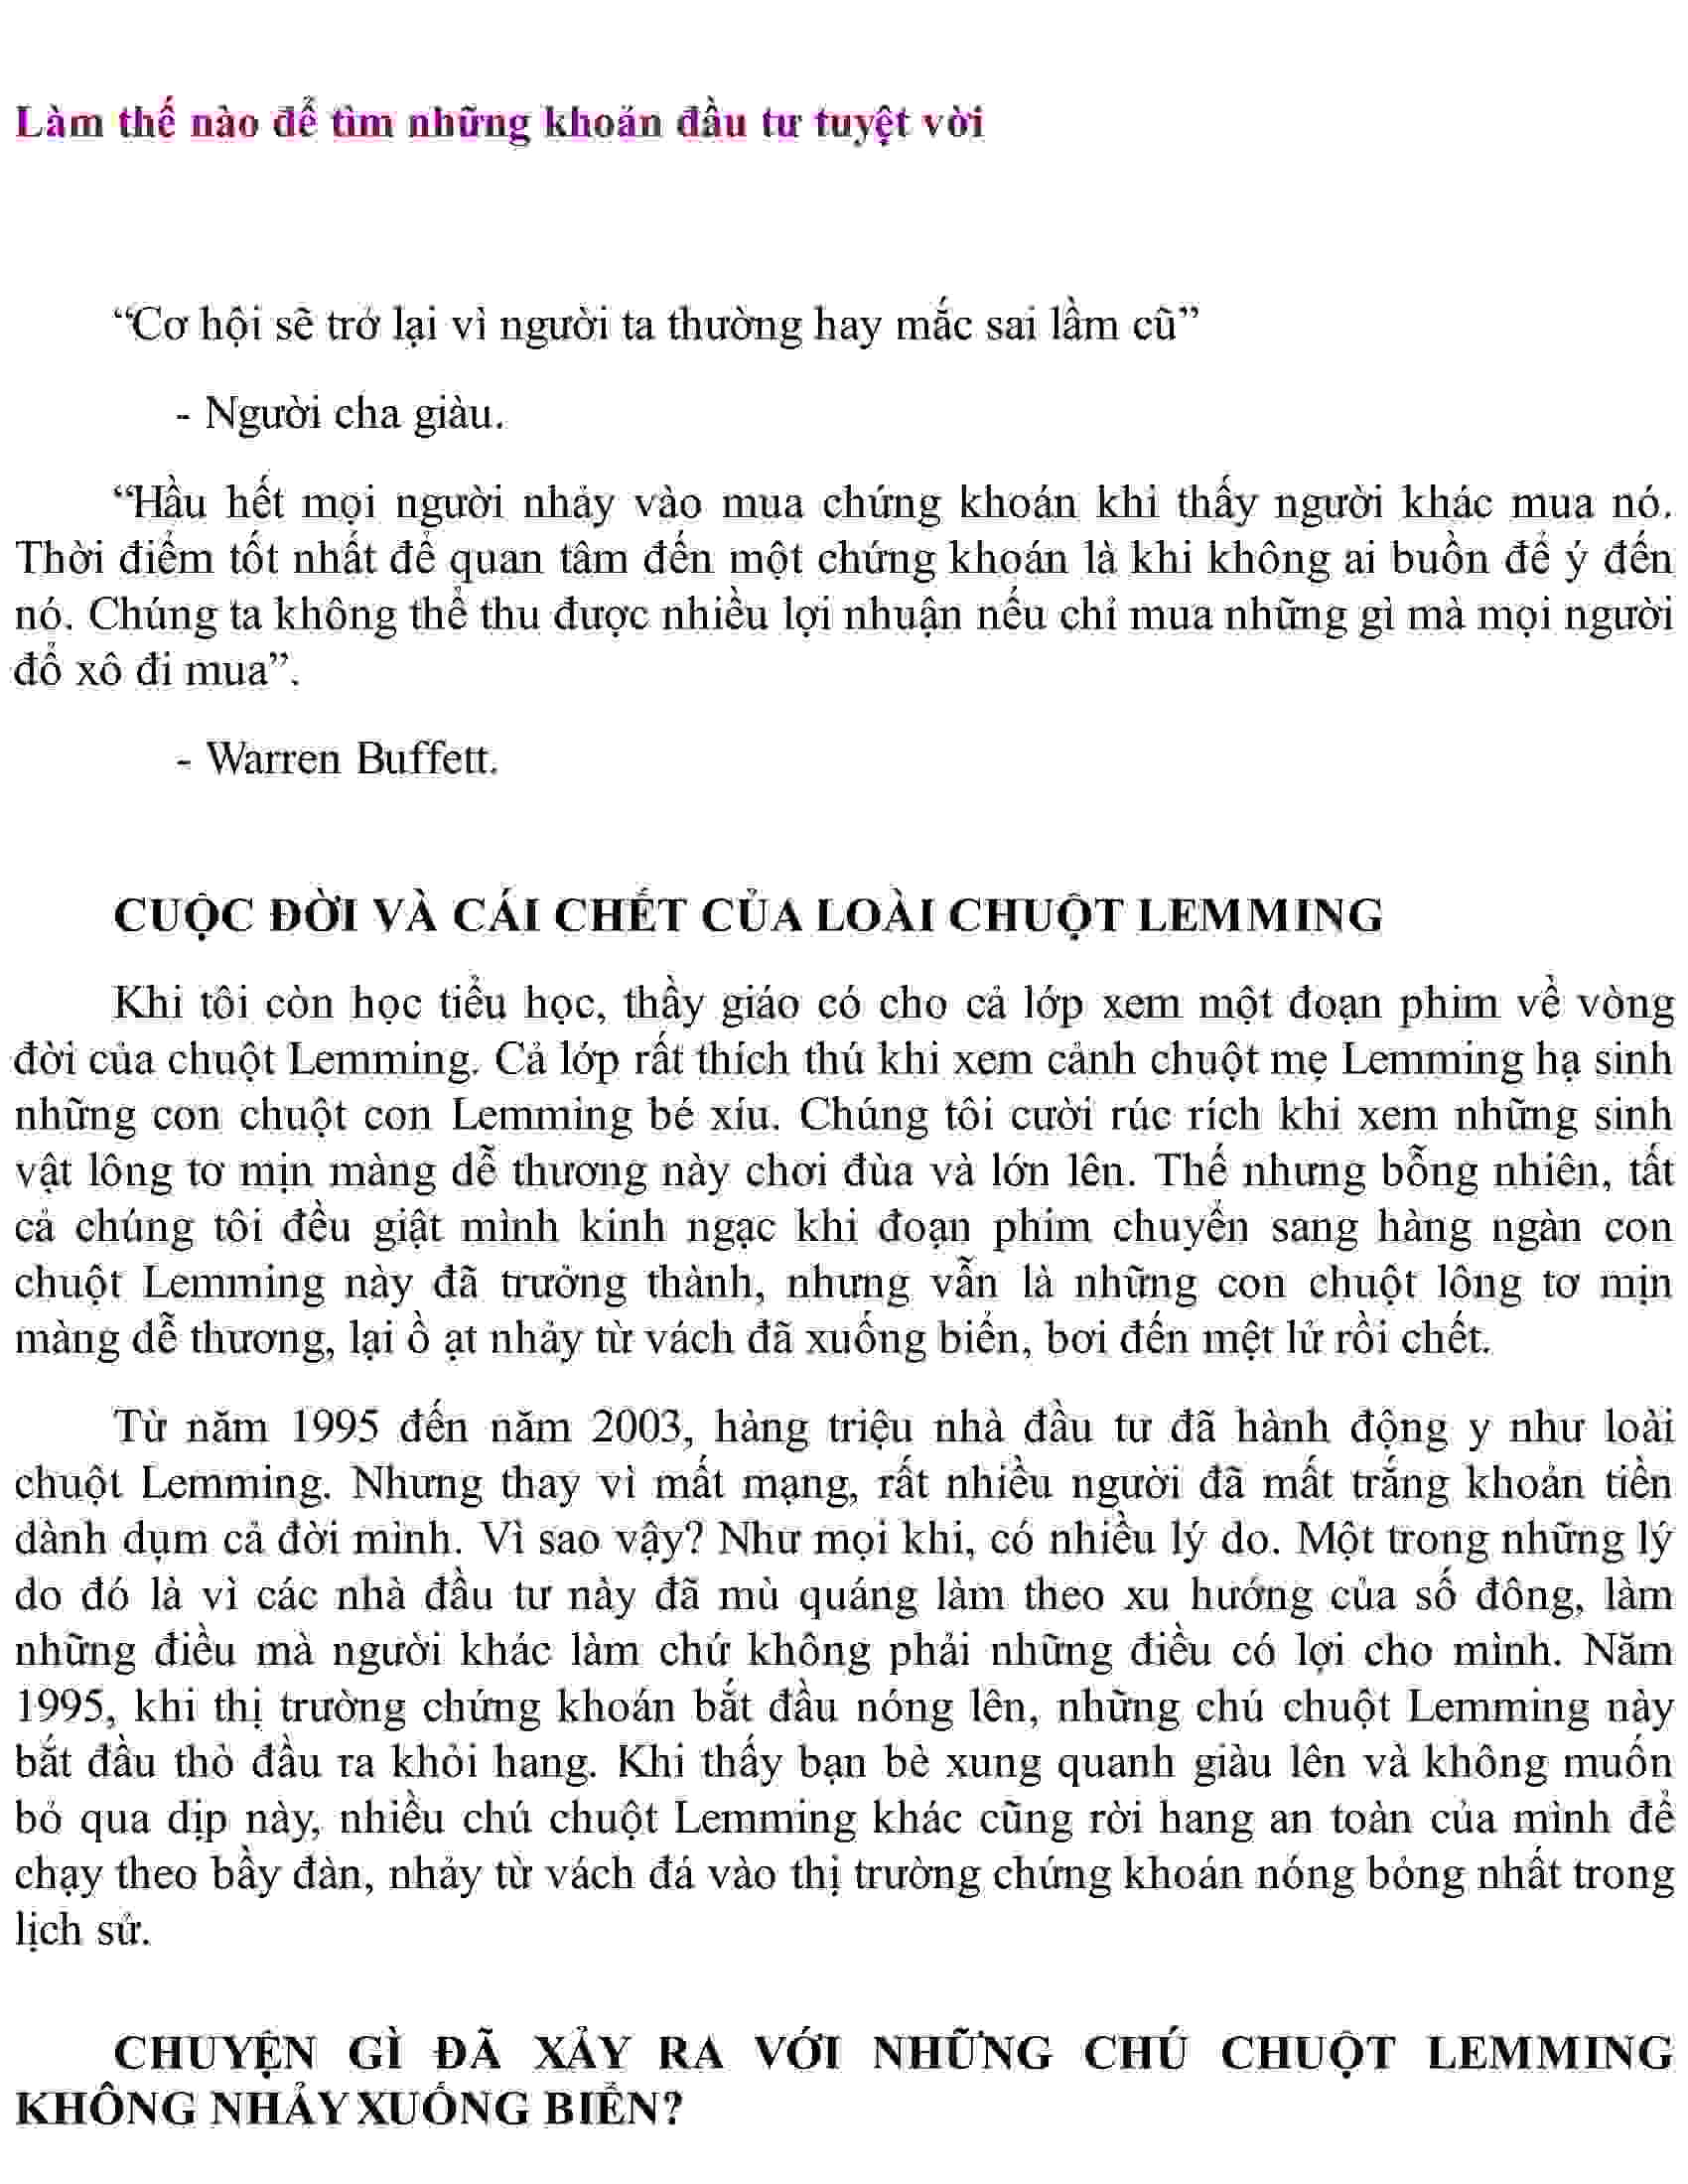 Làm thế nào để tìm những khoản đầu tư tuyệt vời
“Cơ hội sẽ trở lại vì người ta thường hay mắc sai lầm cũ”
- Người cha giàu.
“Hầu hết mọi người nhảy vào mua chứng khoán khi thấy người khác mua nó.
Thời điểm tốt nhất để quan tâm đến một chứng khoán là khi không ai buồn để ý đến
nó. Chúng ta không thể thu được nhiều lợi nhuận nếu chỉ mua những gì mà mọi người
đổ xô đi mua”.
- Warren Buffett.
CUỘC ĐỜI VÀ CÁI CHẾT CỦA LOÀI CHUỘT LEMMING
Khi tôi còn học tiểu học, thầy giáo có cho cả lớp xem một đoạn phim về vòng
đời của chuột Lemming. Cả lớp rất thích thú khi xem cảnh chuột mẹ Lemming hạ sinh
những con chuột con Lemming bé xíu. Chúng tôi cười rúc rích khi xem những sinh
vật lông tơ mịn màng dễ thương này chơi đùa và lớn lên. Thế nhưng bỗng nhiên, tất
cả chúng tôi đều giật mình kinh ngạc khi đoạn phim chuyển sang hàng ngàn con
chuột Lemming này đã trưởng thành, nhưng vẫn là những con chuột lông tơ mịn
màng dễ thương, lại ồ ạt nhảy từ vách đã xuống biển, bơi đến mệt lử rồi chết.
Từ năm 1995 đến năm 2003, hàng triệu nhà đầu tư đã hành động y như loài
chuột Lemming. Nhưng thay vì mất mạng, rất nhiều người đã mất trắng khoản tiền
dành dụm cả đời mình. Vì sao vậy? Như mọi khi, có nhiều lý do. Một trong những lý
do đó là vì các nhà đầu tư này đã mù quáng làm theo xu hướng của số đông, làm
những điều mà người khác làm chứ không phải những điều có lợi cho mình. Năm
1995, khi thị trường chứng khoán bắt đầu nóng lên, những chú chuột Lemming này
bắt đầu thò đầu ra khỏi hang. Khi thấy bạn bè xung quanh giàu lên và không muốn
bỏ qua dịp này, nhiều chú chuột Lemming khác cũng rời hang an toàn của mình để
chạy theo bầy đàn, nhảy từ vách đá vào thị trường chứng khoán nóng bỏng nhất trong
lịch sử.
CHUYỆN GÌ ĐÃ XẢY RA VỚI NHỮNG CHÚ CHUỘT LEMMING
KHÔNG NHẢY XUỐNG BIỂN?